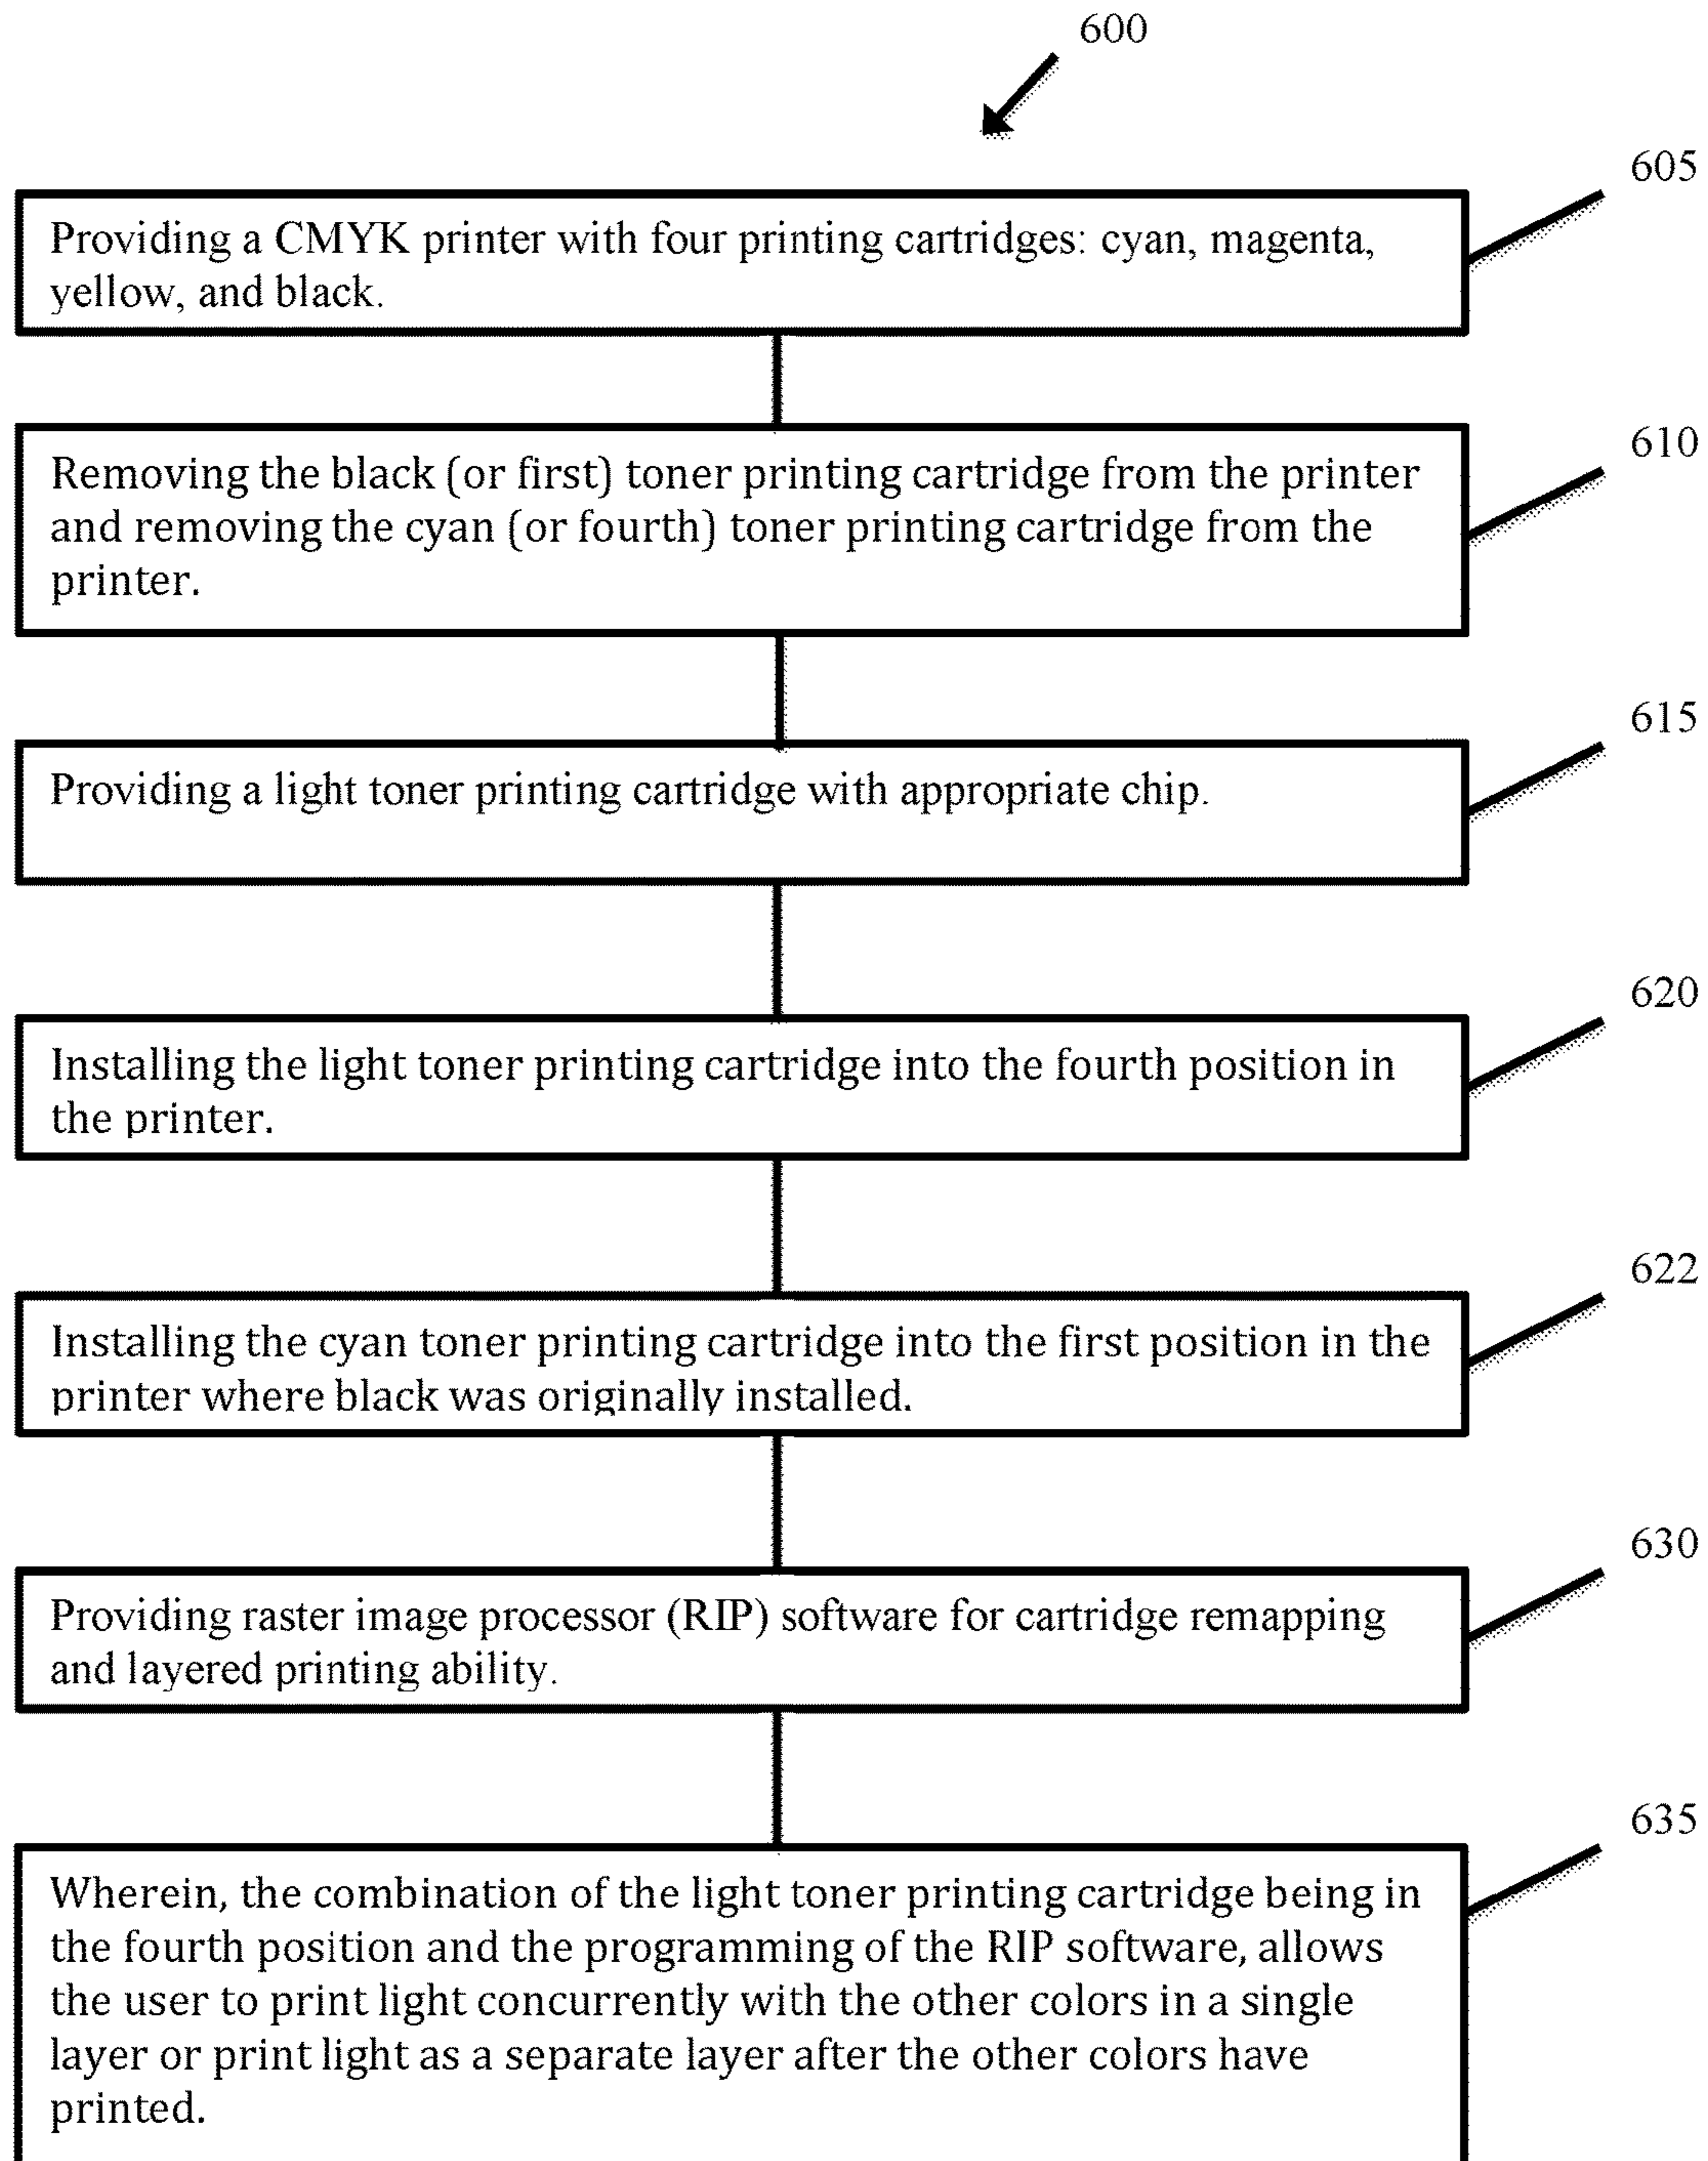 600
605
Providing a CMYK printer with four printing cartridges: cyan, magenta,
yellow, and black.
610
Removing the black (or first) toner printing cartridge from the printer
and removing the cyan (or fourth) toner printing cartridge from the
printer.
615
Providing a light toner printing cartridge with appropriate chip.
620
Installing the light toner printing cartridge into the fourth position in
the printer.
622
Installing the cyan toner printing cartridge into the first position in the
printer where black was originally installed.
630
Providing raster image processor (RIP) software for cartridge remapping
and layered printing ability.
635
Wherein, the combination of the light toner printing cartridge being in
the fourth position and the programming of the RIP software, allows
the user to print light concurrently with the other colors in a single
layer or print light as a separate layer after the other colors have
printed.